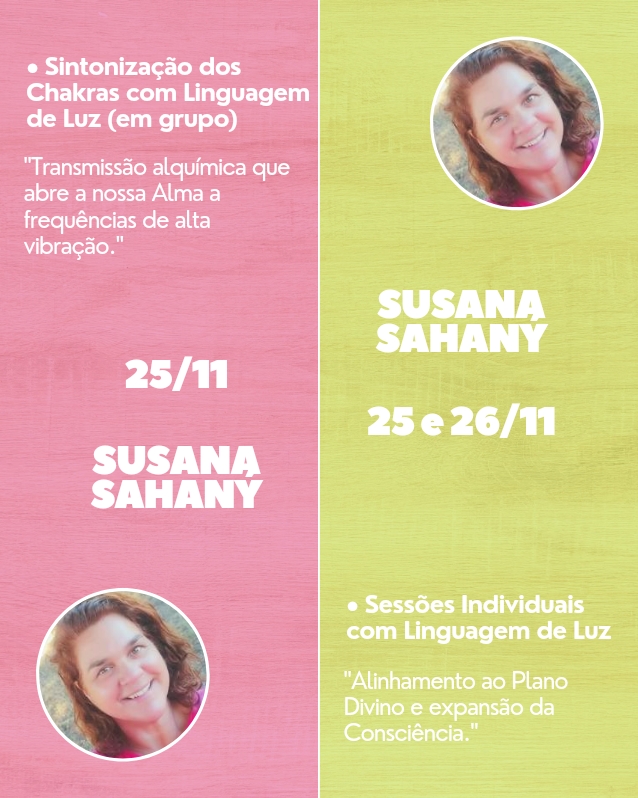 • Sintonização dos
Chakras com Linguagem
de Luz (em grupo)
"Transmissão alquímica que
abre a nossa Alma a
frequências de alta
vibração."
25/11
SUSANA
SAHANÝ
SUSANA
SAHANÝ
25 e 26/11
• Sessões Individuais
com Linguagem de Luz
"Alinhamento ao Plano
Divino e expansão da
Consciência."